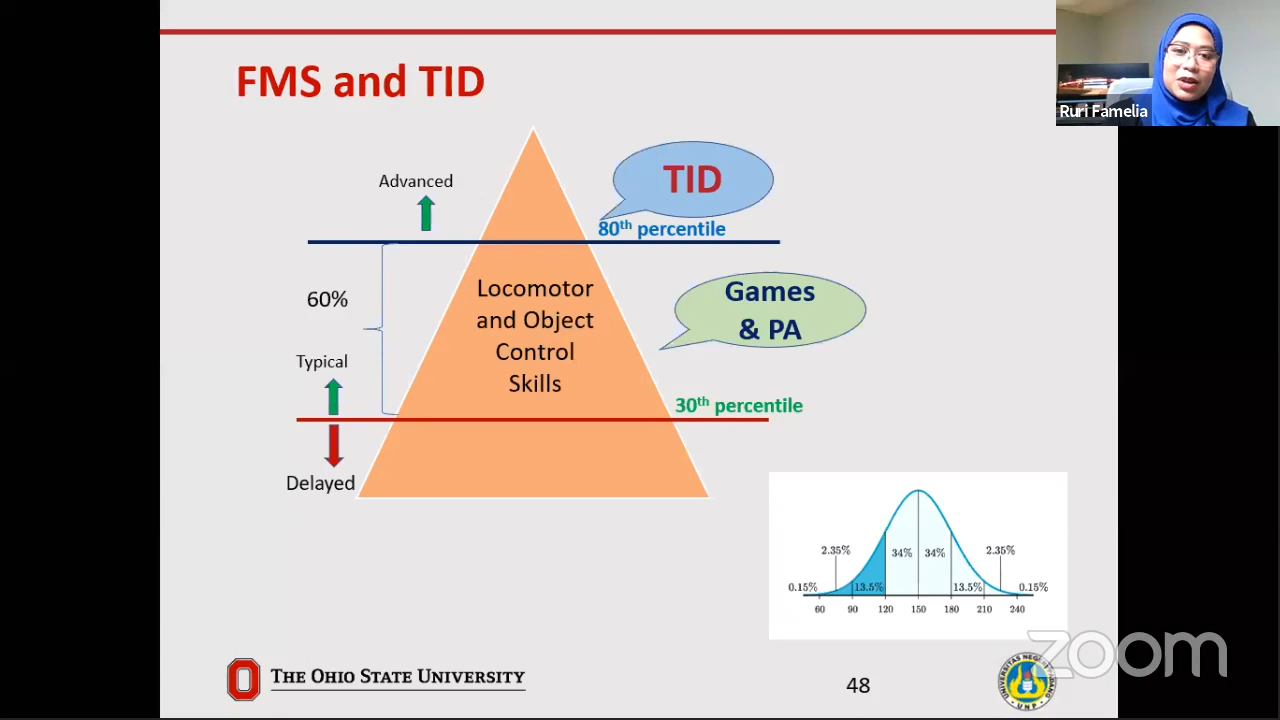 FMS and TID
Ruri Famelia
Advanced
TID
80th percentile
60%
Locomotor
and Object
Control
Skills
Games
& PA
Typical
30th percentile
Delayed
2.35%
34%
34%
2.35%
0.15%
13.5%
13.5%
0.15%
60
90
120
150
180
210
240
THE OHIO STATE UNIVERSITY
48
UNP
zoom